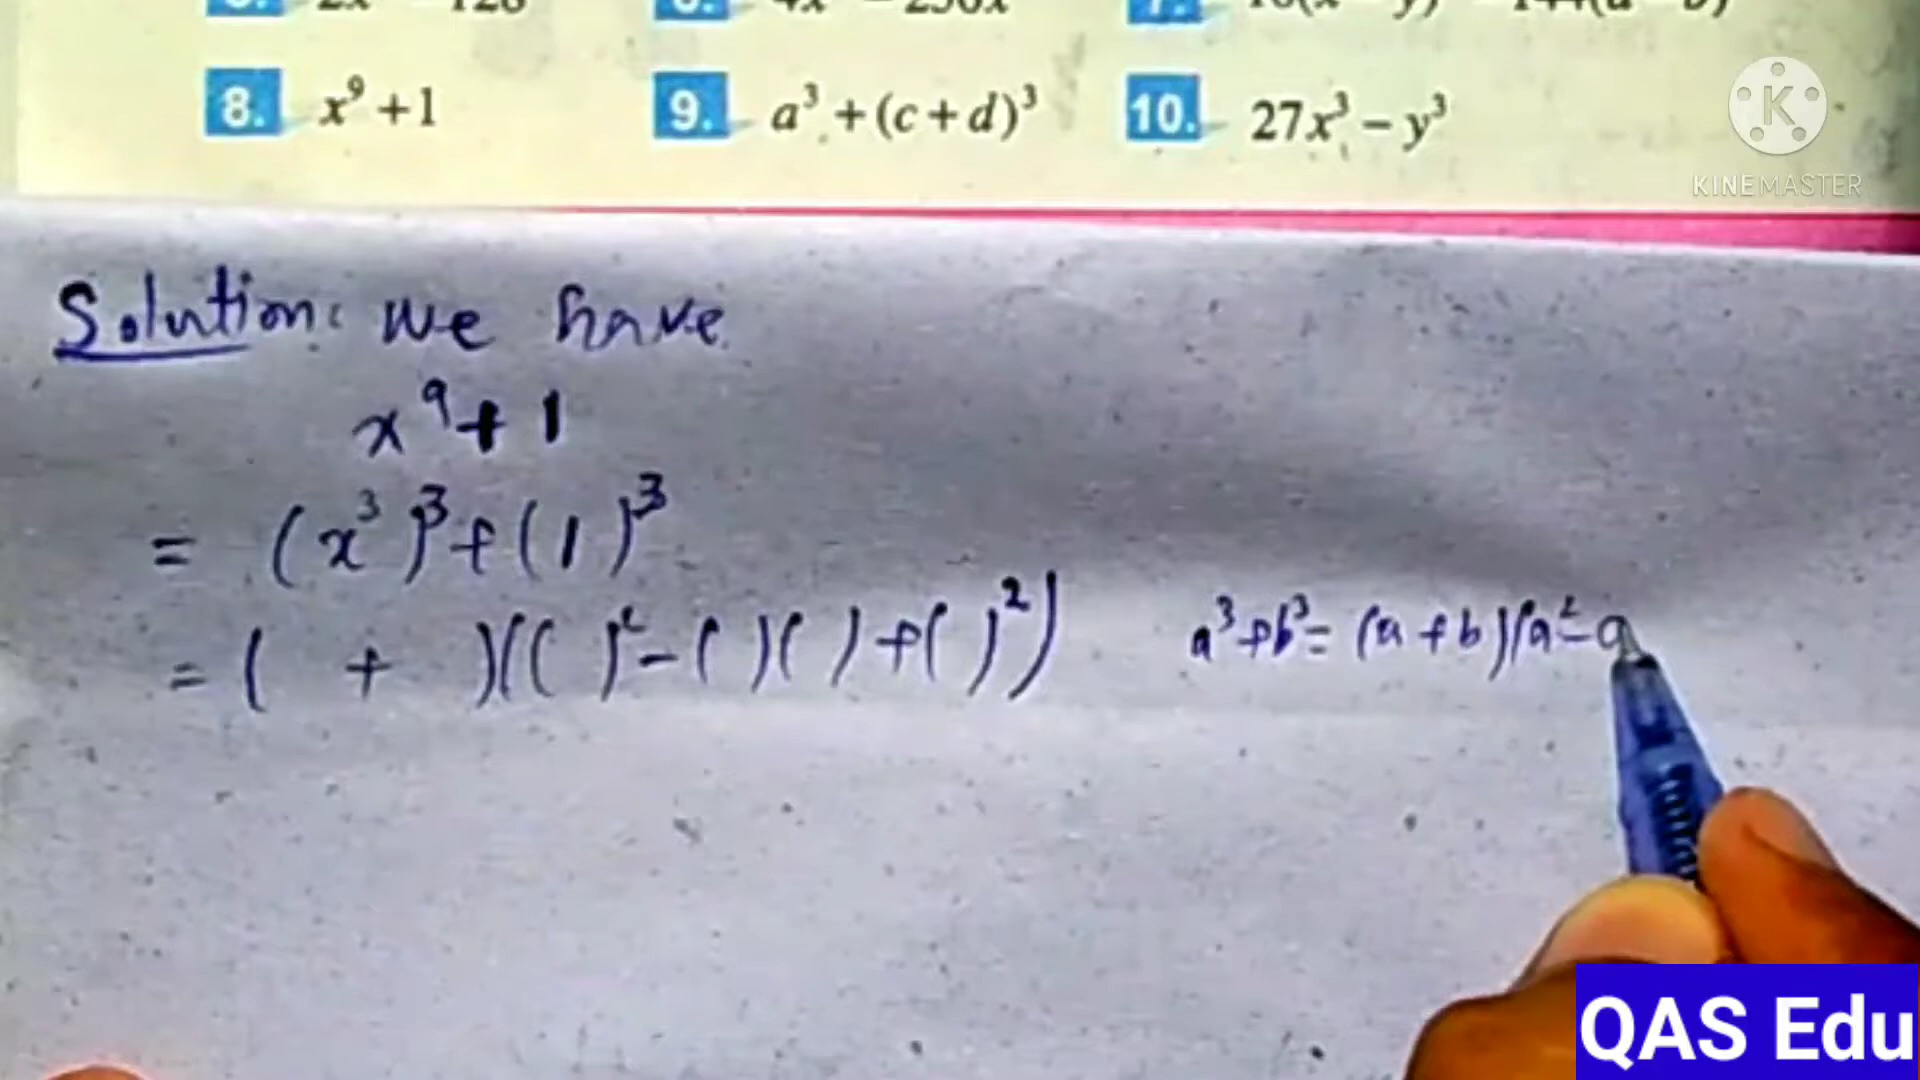 8. x⁹ + 1 9. a³ + (c + d)³ 10. 27x³ − y³
KINEMASTER
Solution: we have
x⁹ + 1
= (x³)³ + (1)³
= ( + )(( )² − ( )( ) + ( )²) a³ + b³ = (a + b)(a² − a
QAS Edu